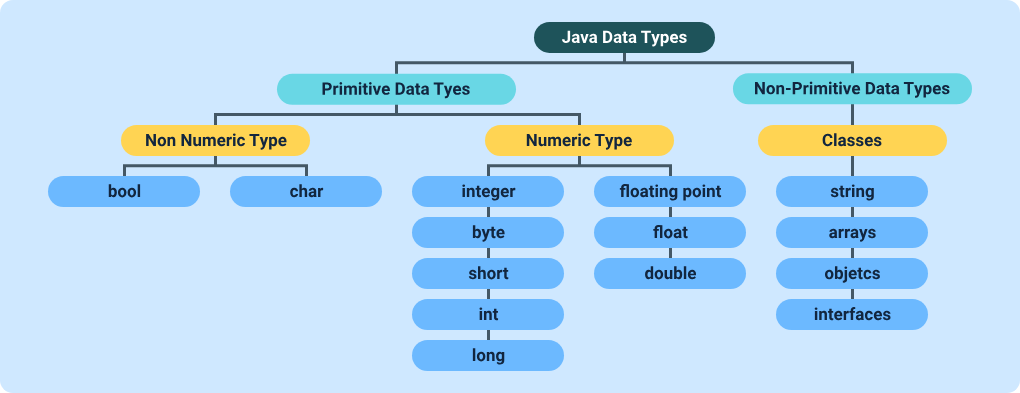 Java Data Types
Primitive Data Tyes
Non-Primitive Data Types
Non Numeric Type
Numeric Type
Classes
bool
char
integer
floating point
string
byte
float
arrays
short
double
objetcs
int
interfaces
long